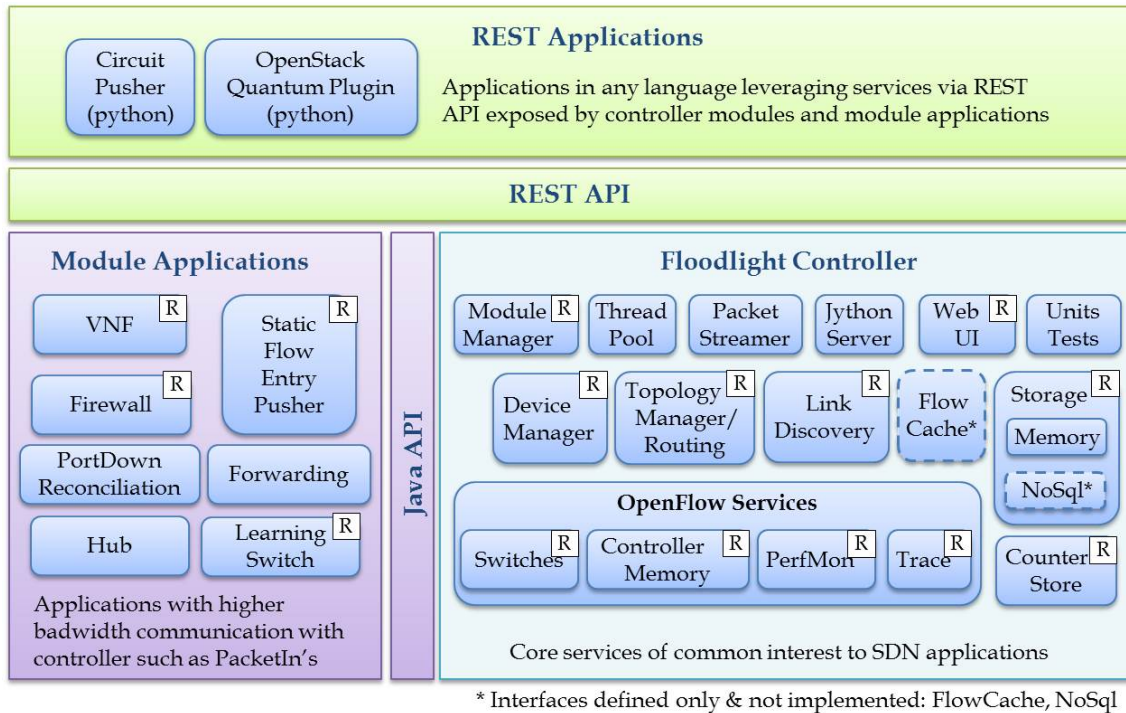 REST Applications
Circuit
Pusher
(python)
OpenStack
Quantum Plugin
(python)
Applications in any language leveraging services via REST
API exposed by controller modules and module applications
REST API
Module Applications
VNF
R
Static
Flow
Entry
Pusher
R
Firewall
R
PortDown
Reconciliation
Forwarding
Hub
Learning
Switch
R
Applications with higher
badwidth communication with
controller such as PacketIn's
Java API
Floodlight Controller
Module
Manager
R
Thread
Pool
Packet
Streamer
Jython
Server
Web
UI
R
Units
Tests
Device
Manager
R
Topology
Manager/
Routing
R
Link
Discovery
R
Flow
Cache*
Storage
R
Memory
NoSql*
OpenFlow Services
Switches
R
Controller
Memory
R
PerfMon
R
Trace
R
Counter
Store
R
Core services of common interest to SDN applications
* Interfaces defined only & not implemented: FlowCache, NoSql